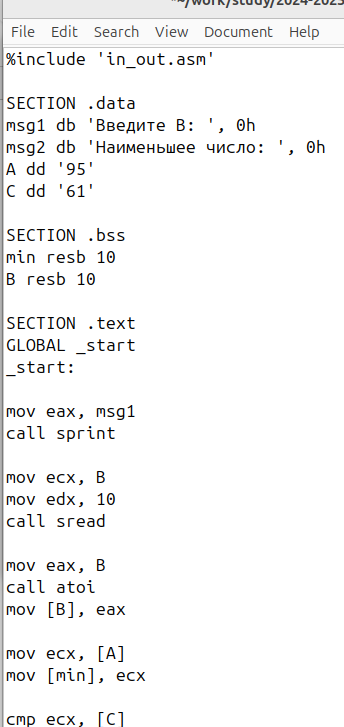 *~/work/study/2024-2025
File Edit Search View Document Help
%include 'in_out.asm'
SECTION .data
msg1 db 'Введите B: ', 0h
msg2 db 'Наименьшее число: ', 0h
A dd '95'
C dd '61'
SECTION .bss
min resb 10
B resb 10
SECTION .text
GLOBAL _start
_start:
mov eax, msg1
call sprint
mov ecx, B
mov edx, 10
call sread
mov eax, B
call atoi
mov [B], eax
mov ecx, [A]
mov [min], ecx
cmp ecx, [C]